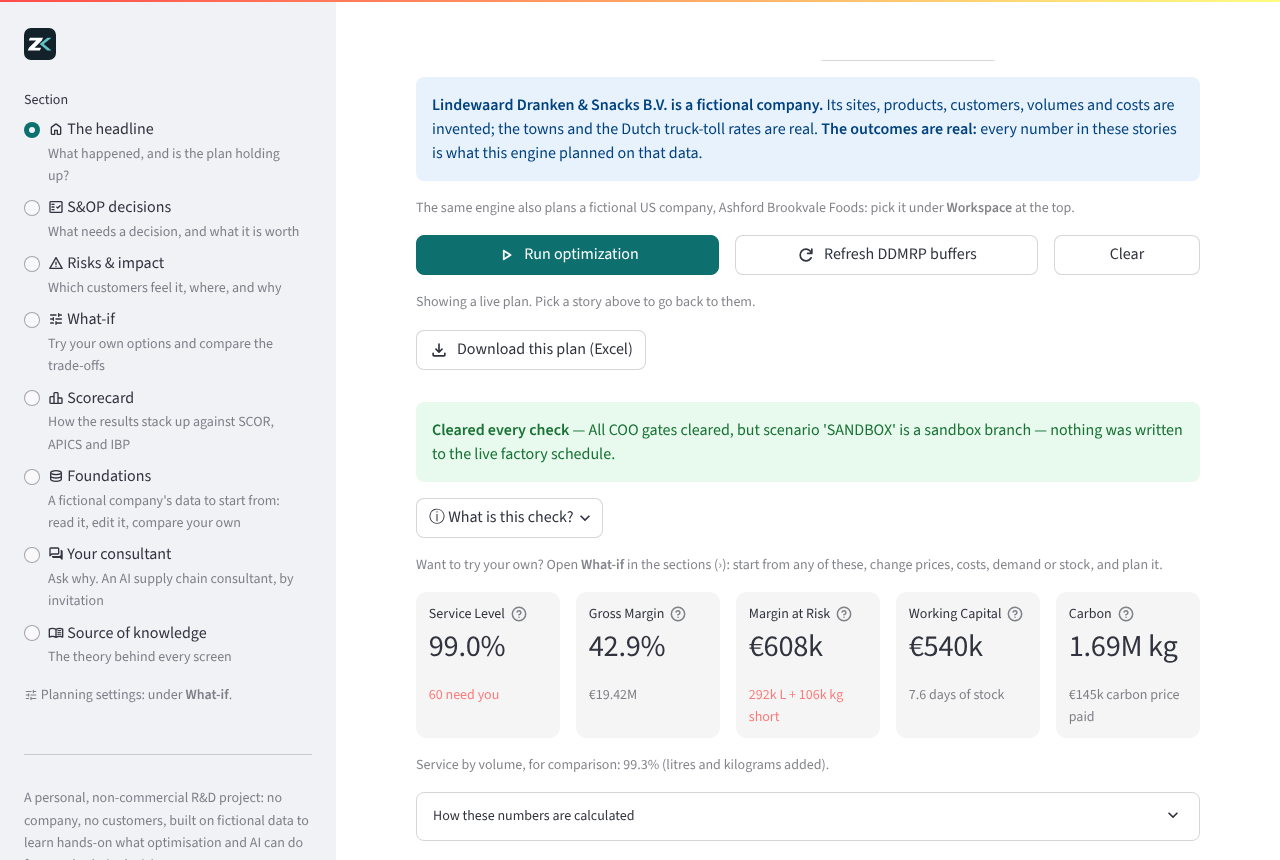 ZK
Section
The headline
What happened, and is the plan holding
up?
S&OP decisions
What needs a decision, and what it is worth
Risks & impact
Which customers feel it, where, and why
What-if
Try your own options and compare the
trade-offs
Scorecard
How the results stack up against SCOR,
APICS and IBP
Foundations
A fictional company's data to start from:
read it, edit it, compare your own
Your consultant
Ask why. An AI supply chain consultant, by
invitation
Source of knowledge
The theory behind every screen
Planning settings: under What-if.
A personal, non-commercial R&D project: no
company, no customers, built on fictional data to
learn hands-on what optimisation and AI can do
Lindewaard Dranken & Snacks B.V. is a fictional company. Its sites, products, customers, volumes and costs are
invented; the towns and the Dutch truck-toll rates are real. The outcomes are real: every number in these stories
is what this engine planned on that data.
The same engine also plans a fictional US company, Ashford Brookvale Foods: pick it under Workspace at the top.
Run optimization
Refresh DDMRP buffers
Clear
Showing a live plan. Pick a story above to go back to them.
Download this plan (Excel)
Cleared every check — All COO gates cleared, but scenario 'SANDBOX' is a sandbox branch — nothing was written
to the live factory schedule.
ⓘ What is this check?
Want to try your own? Open What-if in the sections (›): start from any of these, change prices, costs, demand or stock, and plan it.
Service Level
99.0%
60 need you
Gross Margin
42.9%
€19.42M
Margin at Risk
€608k
292k L + 106k kg
short
Working Capital
€540k
7.6 days of stock
Carbon
1.69M kg
€145k carbon price
paid
Service by volume, for comparison: 99.3% (litres and kilograms added).
How these numbers are calculated